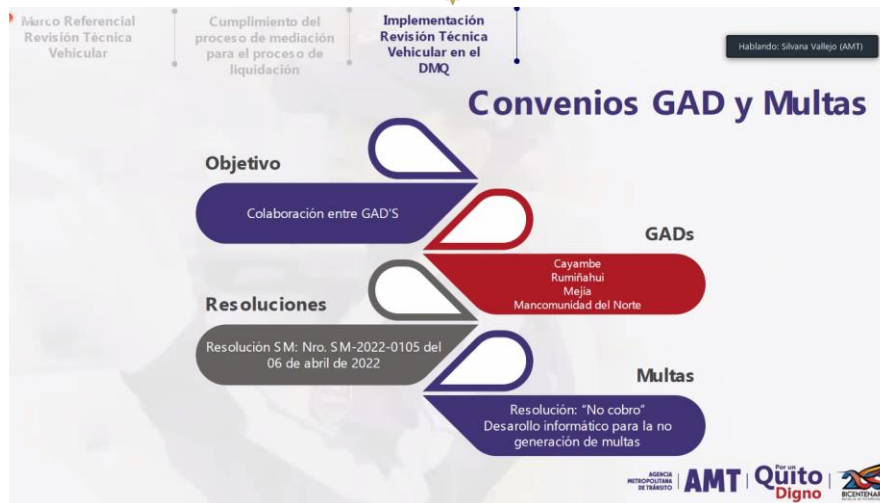 Marco Referencial
Revisión Técnica
Vehicular
Cumplimiento del
proceso de mediación
para el proceso de
liquidación
Implementación
Revisión Técnica
Vehicular en el
DMQ
Hablando: Silvana Vallejo (AMT)
Convenios GAD y Multas
Objetivo
Colaboración entre GAD'S
GADs
Cayambe
Rumiñahui
Mejía
Mancomunidad del Norte
Resoluciones
Resolución SM: Nro. SM-2022-0105 del
06 de abril de 2022
Multas
Resolución: "No cobro"
Desarollo informático para la no
generación de multas
AGENCIA
METROPOLITANA
DE TRÁNSITO
AMT
Por un
Quito
Digno